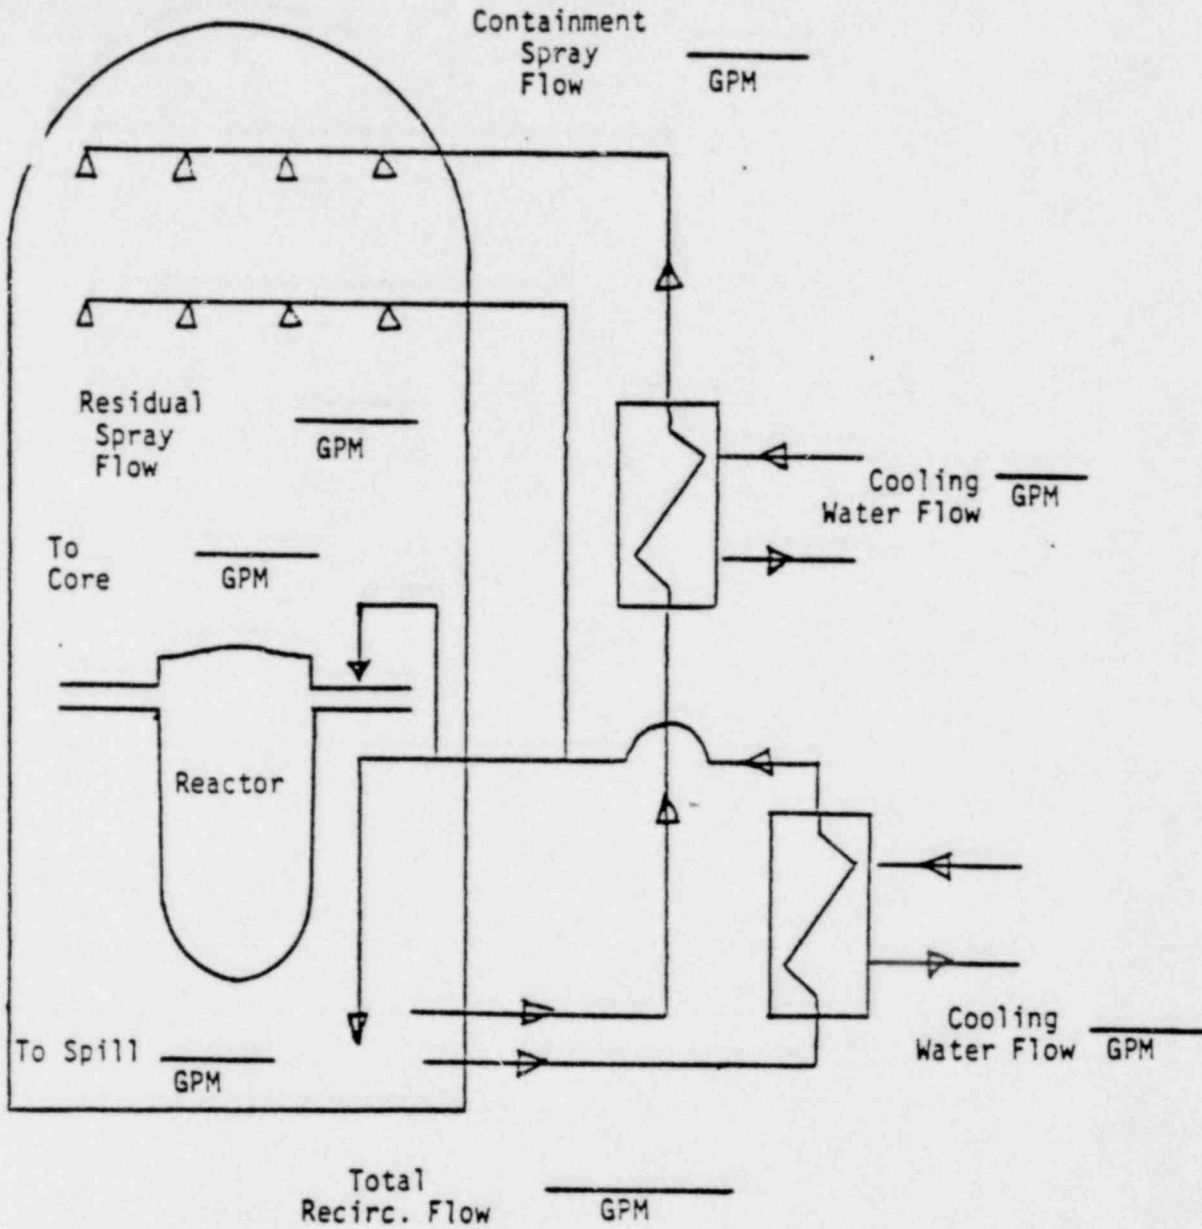 Containment
Spray
Flow
GPM
Residual
Spray
Flow
GPM
Cooling
Water Flow
GPM
To
Core
GPM
Reactor
Cooling
Water Flow
GPM
To Spill
GPM
Total
Recirc. Flow
GPM